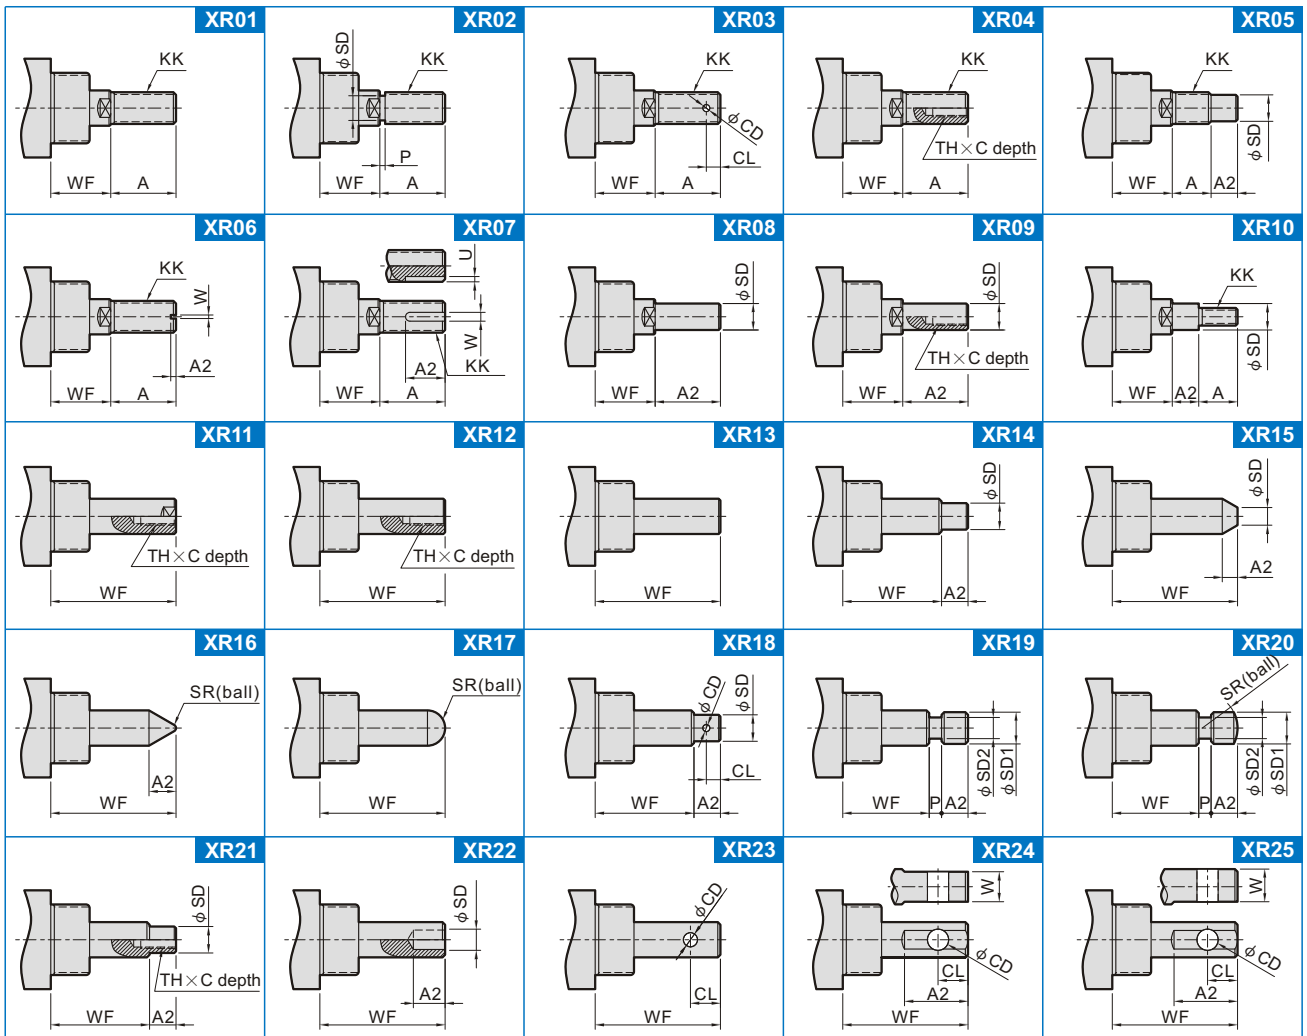 XR01
KK
WF
A
XR02
φSD
KK
P
WF
A
XR03
KK
φCD
CL
WF
A
XR04
KK
TH×C depth
WF
A
XR05
KK
φSD
WF
A
A2
XR06
KK
W
A2
WF
A
XR07
U
W
A2
KK
WF
A
XR08
φSD
WF
A2
XR09
φSD
TH×C depth
WF
A2
XR10
KK
φSD
WF
A2
A
XR11
TH×C depth
WF
XR12
TH×C depth
WF
XR13
WF
XR14
φSD
WF
A2
XR15
φSD
A2
WF
XR16
SR(ball)
A2
WF
XR17
SR(ball)
WF
XR18
φCD
φSD
CL
WF
A2
XR19
φSD2
φSD1
WF
P
A2
XR20
SR(ball)
φSD2
φSD1
WF
P
A2
XR21
φSD
TH×C depth
WF
A2
XR22
φSD
A2
WF
XR23
φCD
CL
WF
XR24
W
φCD
CL
A2
WF
XR25
W
φCD
CL
A2
WF